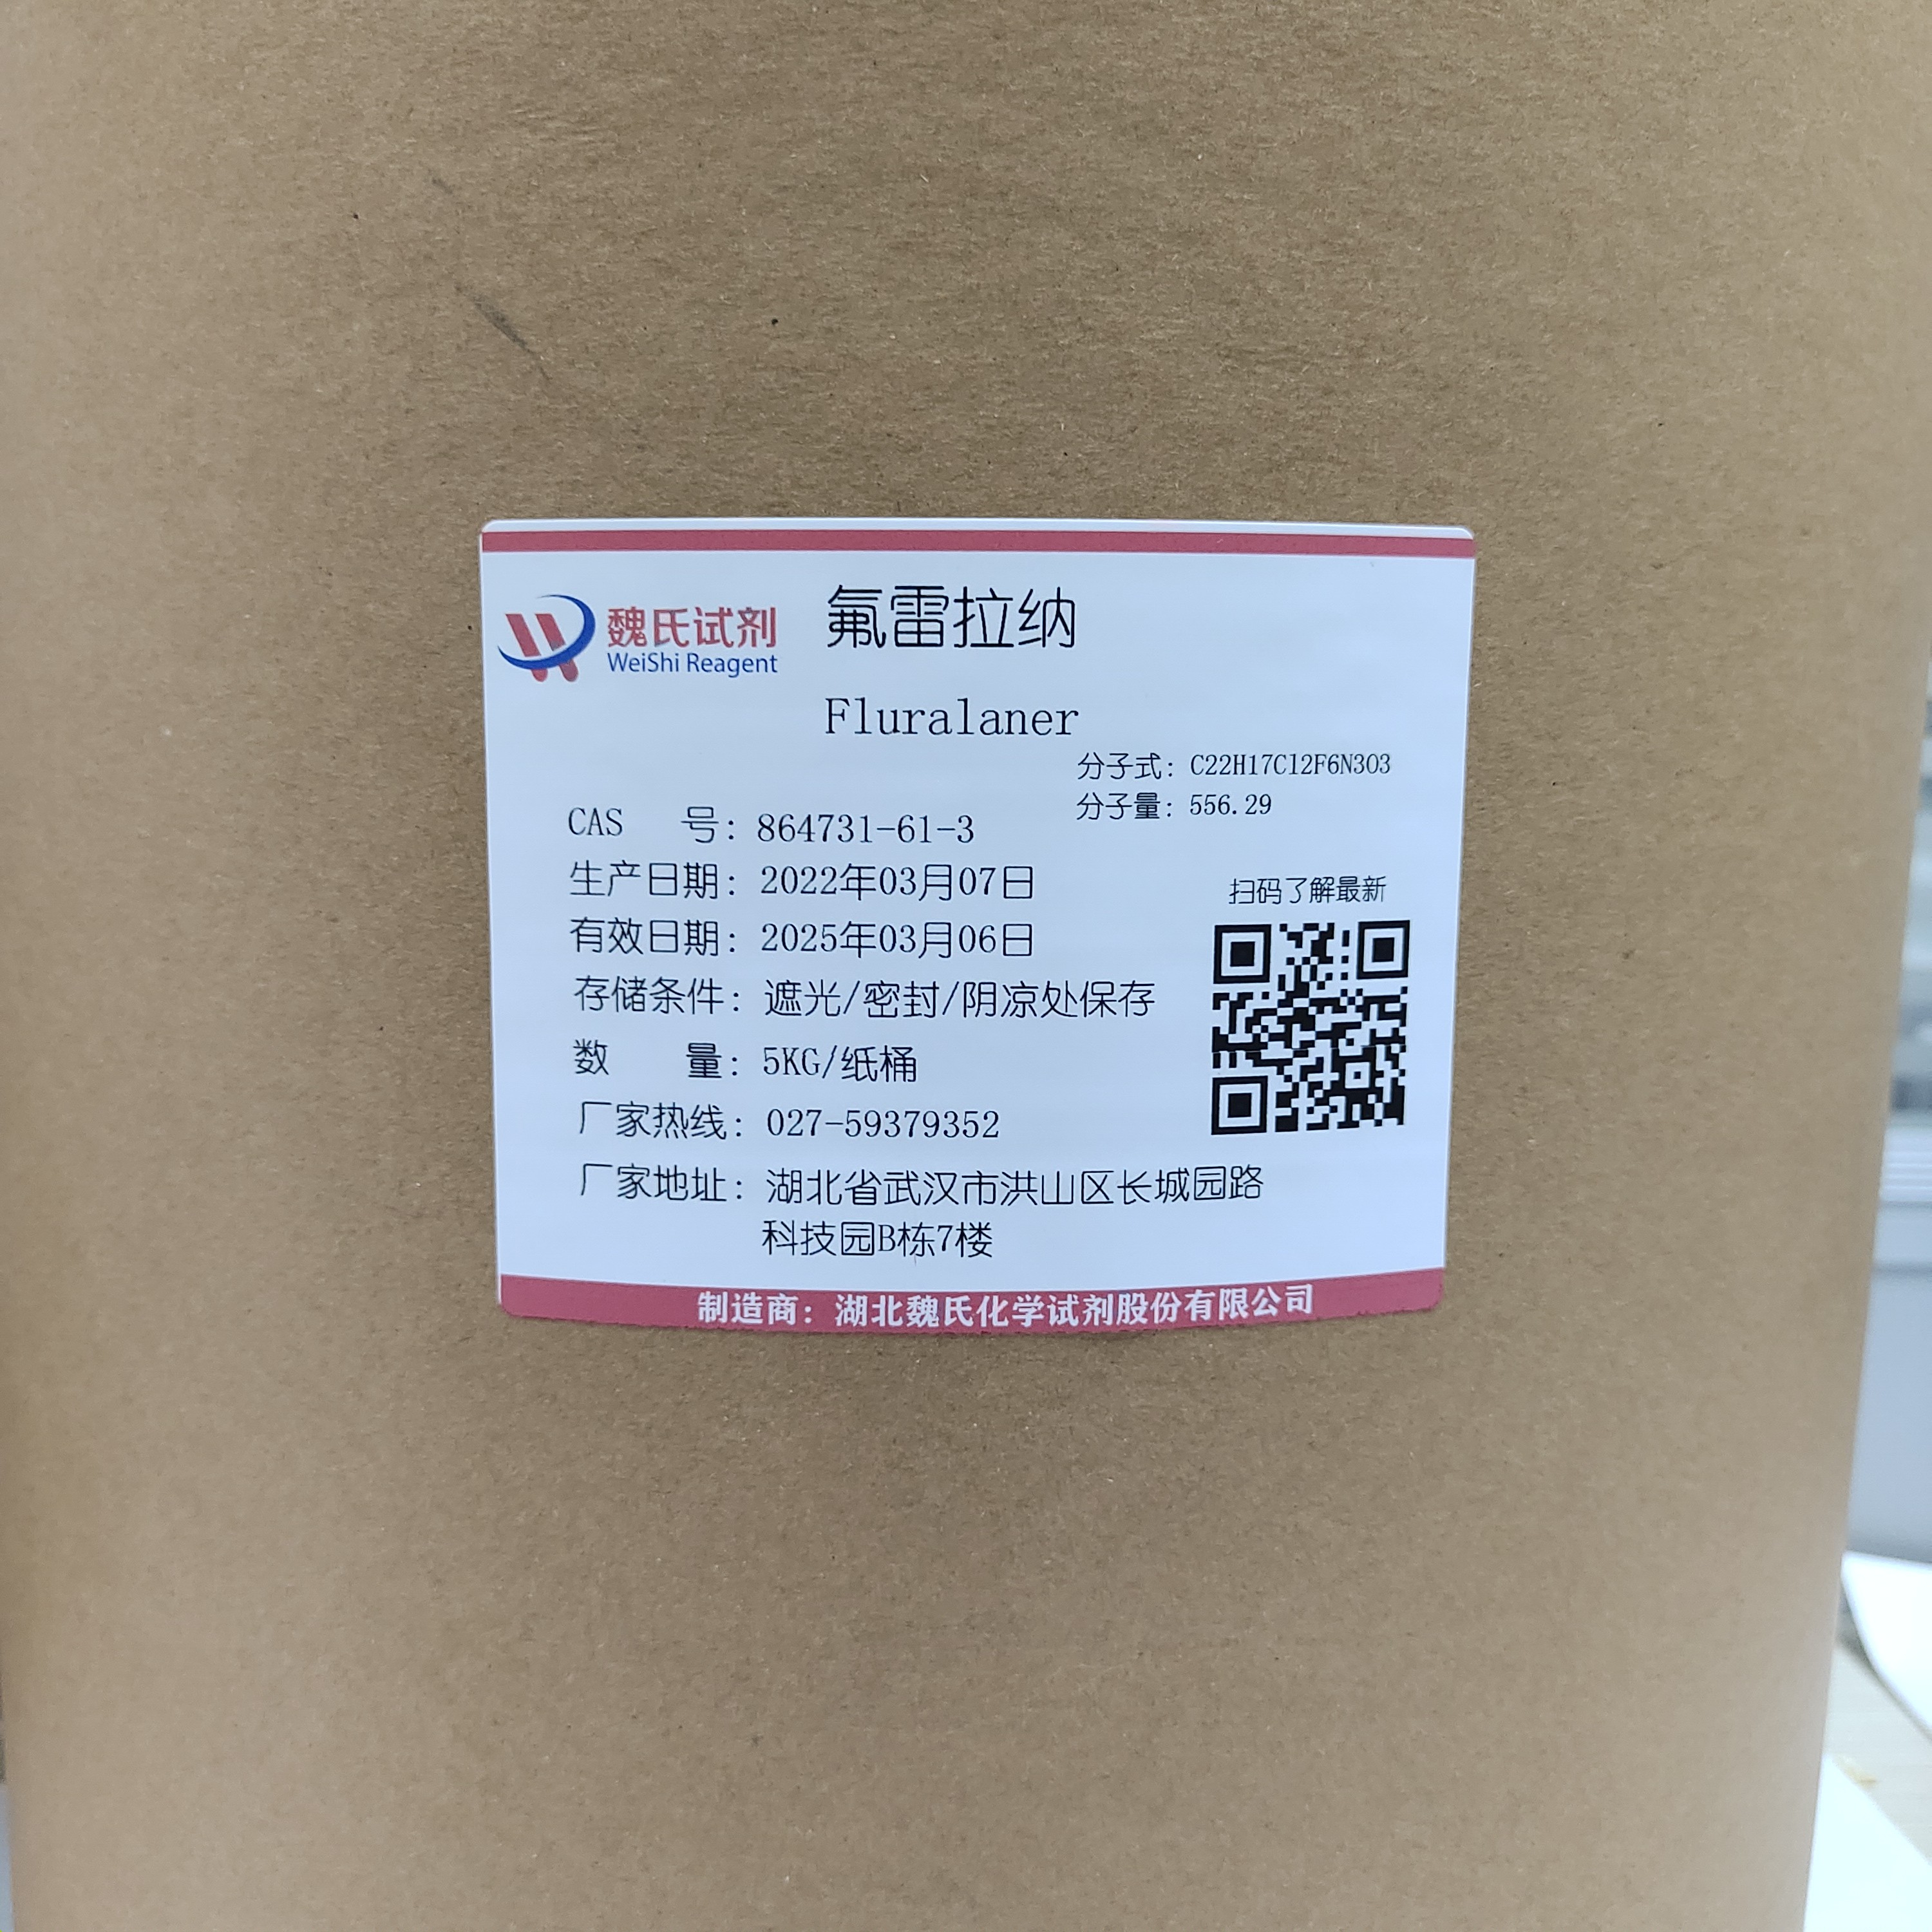 魏氏试剂
WeiShi Reagent
氟雷拉纳
Fluralaner
分子式: C22H17Cl2F6N3O3
分子量: 556.29
CAS 号: 864731-61-3
生产日期: 2022年03月07日
有效日期: 2025年03月06日
存储条件: 遮光/密封/阴凉处保存
数 量: 5KG/纸桶
厂家热线: 027-59379352
厂家地址: 湖北省武汉市洪山区长城园路
科技园B栋7楼
扫码了解最新
制造商: 湖北魏氏化学试剂股份有限公司